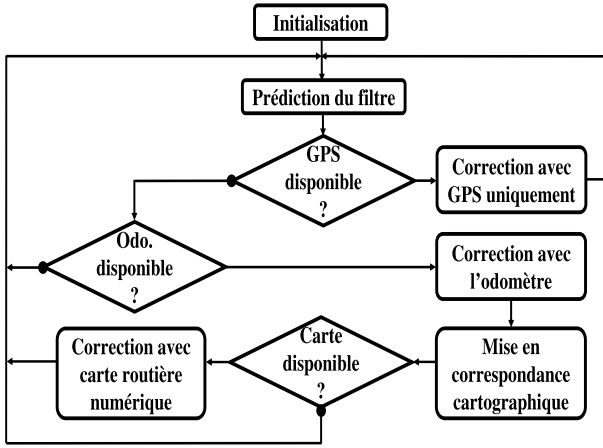 Initialisation
Prédiction du filtre
GPS
disponible
?
Correction avec
GPS uniquement
Odo.
disponible
?
Correction avec
l'odomètre
Carte
disponible
?
Correction avec
carte routière
numérique
Mise en
correspondance
cartographique